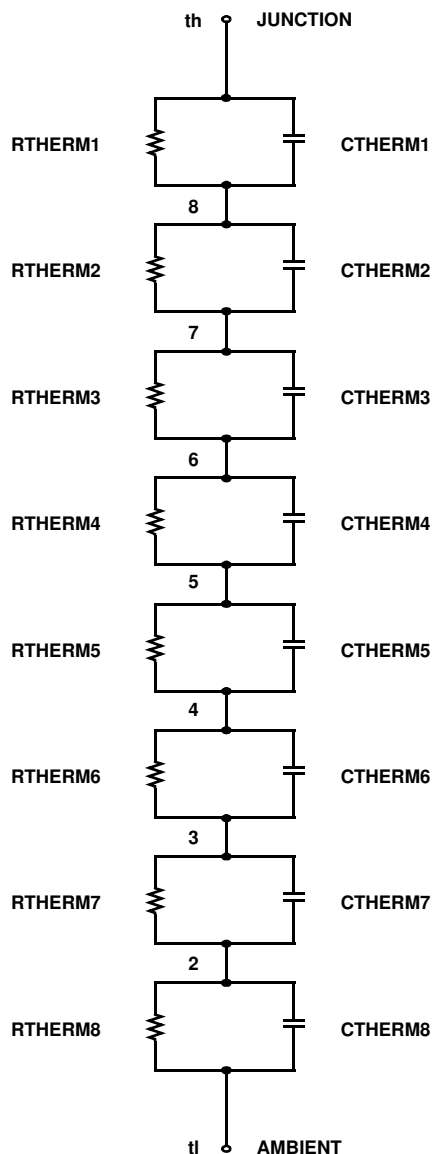 th JUNCTION
RTHERM1 CTHERM1
8
RTHERM2 CTHERM2
7
RTHERM3 CTHERM3
6
RTHERM4 CTHERM4
5
RTHERM5 CTHERM5
4
RTHERM6 CTHERM6
3
RTHERM7 CTHERM7
2
RTHERM8 CTHERM8
tl AMBIENT